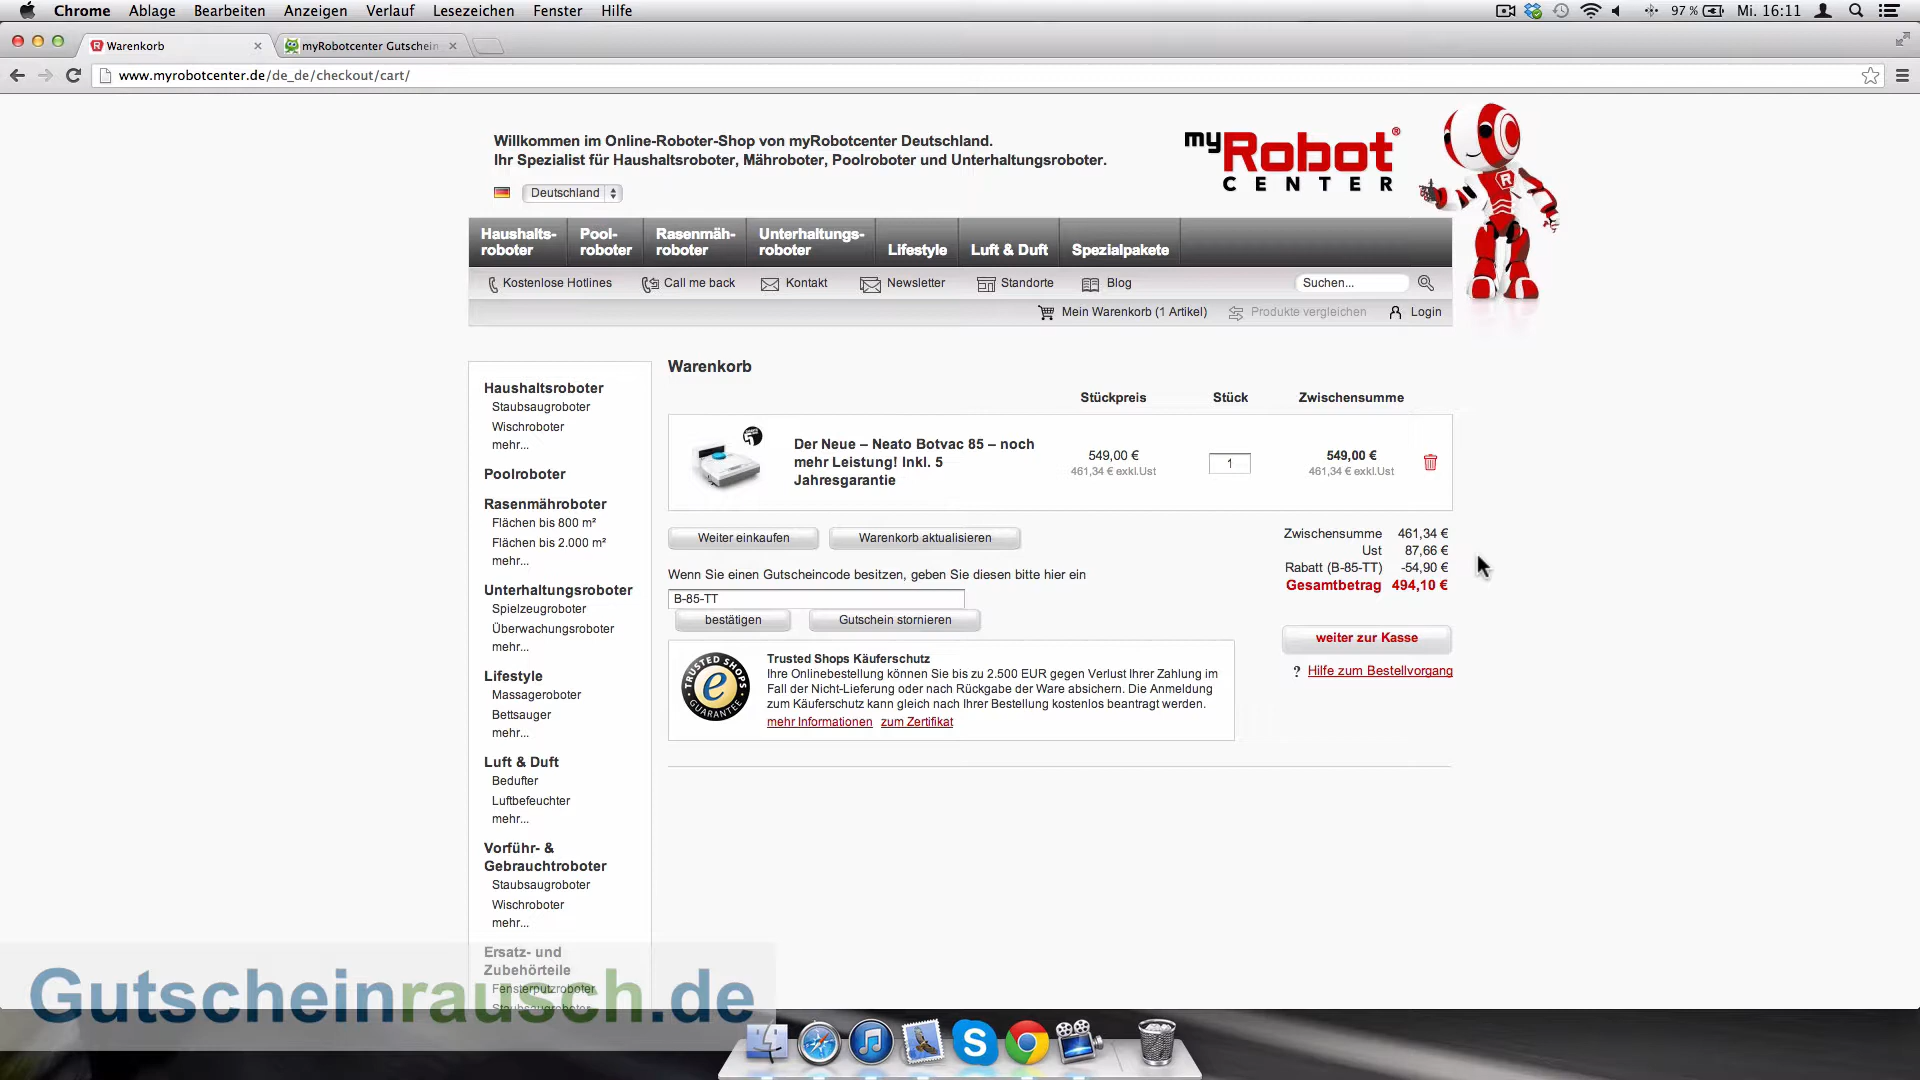 Chrome Ablage Bearbeiten Anzeigen Verlauf Lesezeichen Fenster Hilfe
97 % Mi. 16:11
Warenkorb
myRobotcenter Gutschein
www.myrobotcenter.de/de_de/checkout/cart/
Willkommen im Online-Roboter-Shop von myRobotcenter Deutschland.
Ihr Spezialist für Haushaltsroboter, Mähroboter, Poolroboter und Unterhaltungsroboter.
Deutschland
my Robot®
CENTER
R
Haushalts-
roboter
Pool-
roboter
Rasenmäh-
roboter
Unterhaltungs-
roboter
Lifestyle
Luft & Duft
Spezialpakete
Kostenlose Hotlines
Call me back
Kontakt
Newsletter
Standorte
Blog
Suchen...
Mein Warenkorb (1 Artikel)
Produkte vergleichen
Login
Haushaltsroboter
Staubsaugroboter
Wischroboter
mehr...
Poolroboter
Rasenmähroboter
Flächen bis 800 m²
Flächen bis 2.000 m²
mehr...
Unterhaltungsroboter
Spielzeugroboter
Überwachungsroboter
mehr...
Lifestyle
Massageroboter
Bettsauger
mehr...
Luft & Duft
Bedufter
Luftbefeuchter
mehr...
Vorführ- &
Gebrauchtroboter
Staubsaugroboter
Wischroboter
mehr...
Ersatz- und
Zubehörteile
Fensterputzroboter
Staubsaugroboter
Warenkorb
Stückpreis Stück Zwischensumme
Der Neue – Neato Botvac 85 – noch
mehr Leistung! Inkl. 5
Jahresgarantie
549,00 €
461,34 € exkl.Ust
1
549,00 €
461,34 € exkl.Ust
Weiter einkaufen
Warenkorb aktualisieren
Wenn Sie einen Gutscheincode besitzen, geben Sie diesen bitte hier ein
B-85-TT
bestätigen
Gutschein stornieren
Zwischensumme 461,34 €
Ust 87,66 €
Rabatt (B-85-TT) -54,90 €
Gesamtbetrag 494,10 €
weiter zur Kasse
? Hilfe zum Bestellvorgang
TRUSTED SHOPS
GUARANTEE
e
Trusted Shops Käuferschutz
Ihre Onlinebestellung können Sie bis zu 2.500 EUR gegen Verlust Ihrer Zahlung im
Fall der Nicht-Lieferung oder nach Rückgabe der Ware absichern. Die Anmeldung
zum Käuferschutz kann gleich nach Ihrer Bestellung kostenlos beantragt werden.
mehr Informationen zum Zertifikat
Gutscheinrausch.de
S